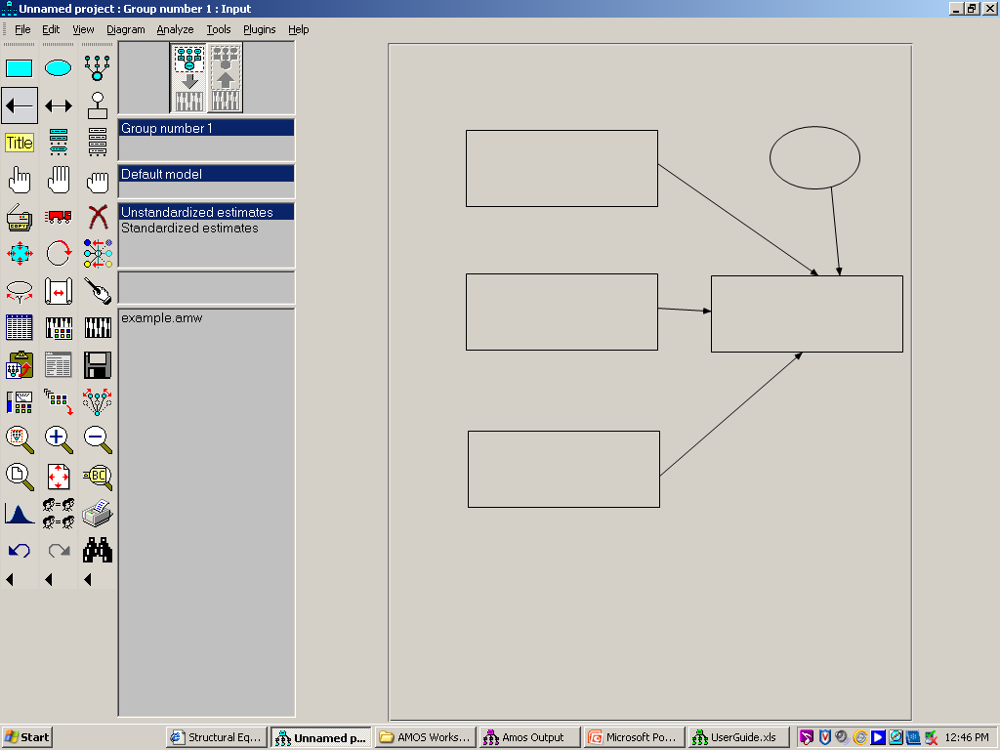 Unnamed project : Group number 1 : Input
File Edit View Diagram Analyze Tools Plugins Help
Title
Group number 1
Default model
Unstandardized estimates
Standardized estimates
COPY
example.amw
BC
Start Structural Eq... Unnamed p... AMOS Works... Amos Output Microsoft Po... UserGuide.xls 12:46 PM